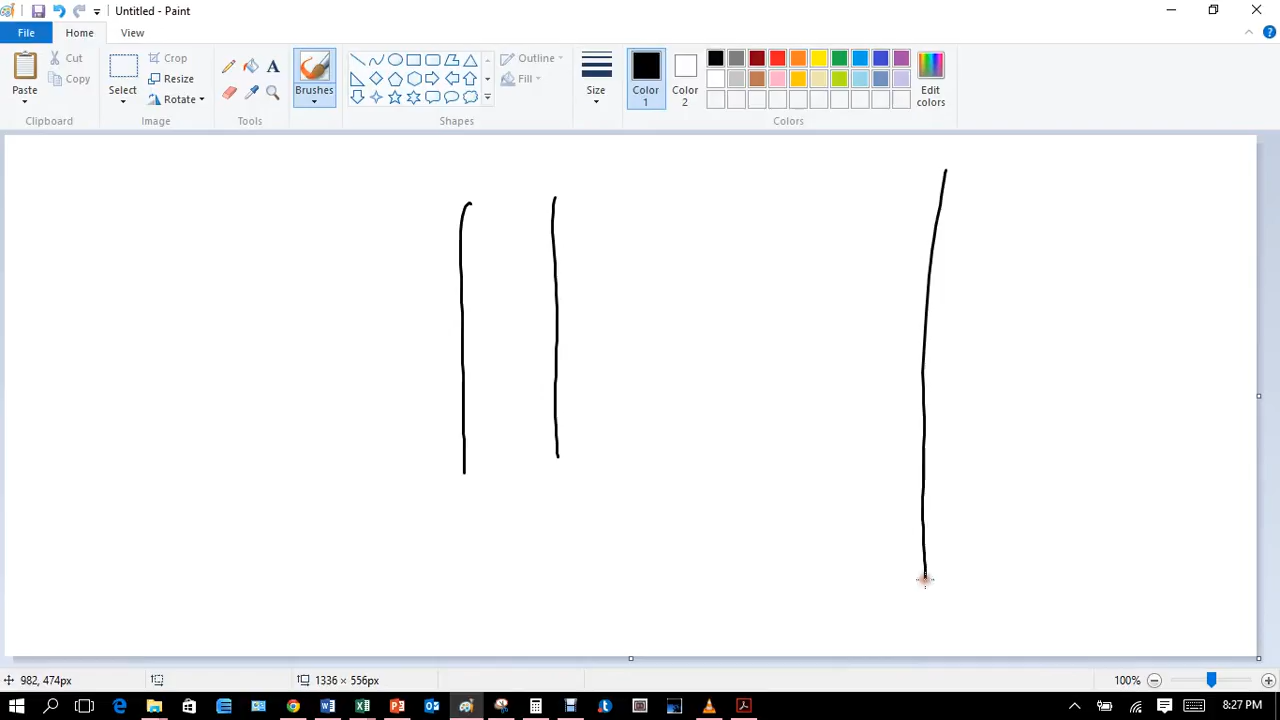 Untitled - Paint
File Home View
Paste
Cut
Copy
Clipboard
Select
Crop
Resize
Rotate
Image
A
Tools
Brushes
Outline
Fill
Shapes
Size
Color 1
Color 2
Edit colors
Colors
982, 474px
1336 × 556px
100%
8:27 PM